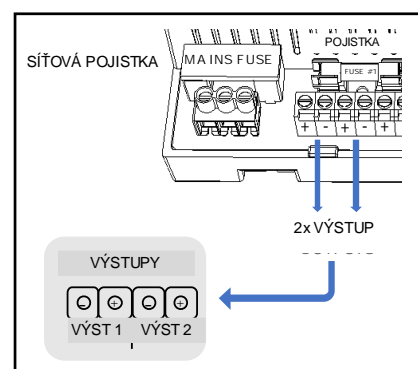 POJISTKA
SÍŤOVÁ POJISTKA
MAINS FUSE
FUSE #1
+ - + - +
2x VÝSTUP
VÝSTUPY
- + - +
VÝST 1 VÝST 2